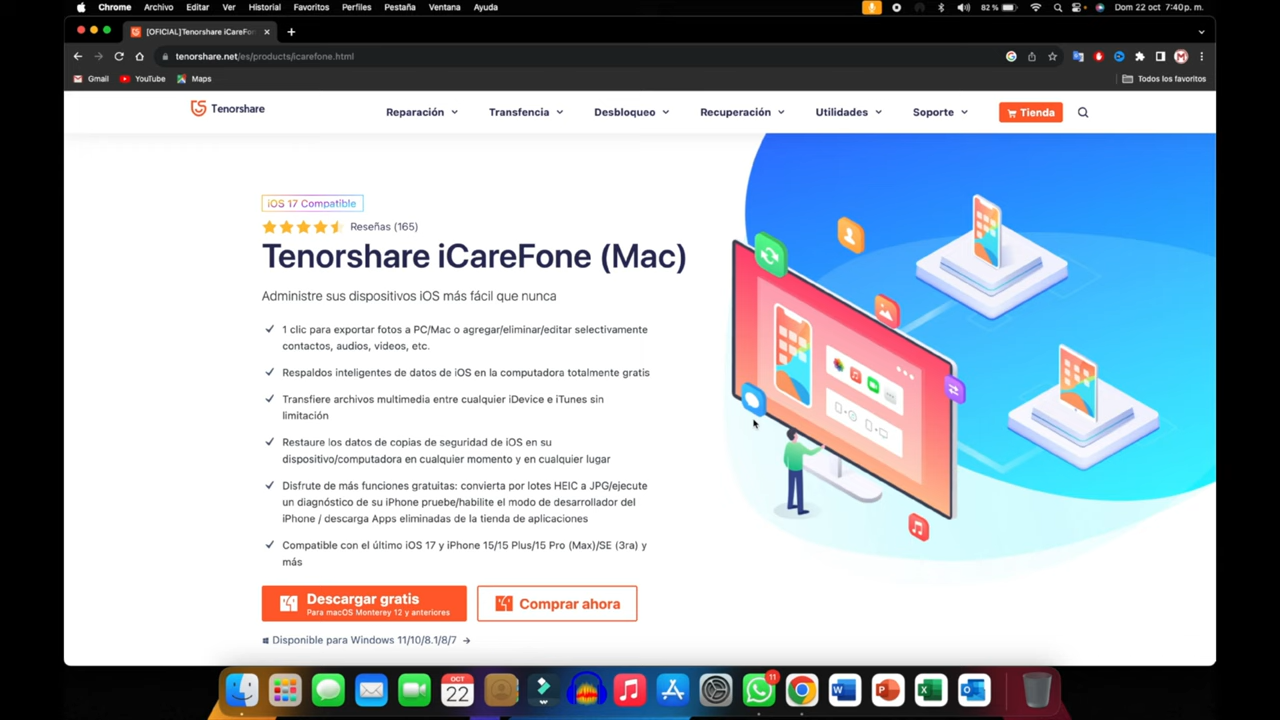 Chrome Archivo Editar Ver Historial Favoritos Perfiles Pestaña Ventana Ayuda 82 % Dom 22 oct 7:40 p. m.
[OFICIAL]Tenorshare iCareFon
tenorshare.net/es/products/icarefone.html
Gmail YouTube Maps Todos los favoritos
Tenorshare Reparación Transfencia Desbloqueo Recuperación Utilidades Soporte Tienda
iOS 17 Compatible
Reseñas (165)
Tenorshare iCareFone (Mac)
Administre sus dispositivos iOS más fácil que nunca
1 clic para exportar fotos a PC/Mac o agregar/eliminar/editar selectivamente
contactos, audios, videos, etc.
Respaldos inteligentes de datos de iOS en la computadora totalmente gratis
Transfiere archivos multimedia entre cualquier iDevice e iTunes sin
limitación
Restaure los datos de copias de seguridad de iOS en su
dispositivo/computadora en cualquier momento y en cualquier lugar
Disfrute de más funciones gratuitas: convierta por lotes HEIC a JPG/ejecute
un diagnóstico de su iPhone pruebe/habilite el modo de desarrollador del
iPhone / descarga Apps eliminadas de la tienda de aplicaciones
Compatible con el último iOS 17 y iPhone 15/15 Plus/15 Pro (Max)/SE (3ra) y
más
Descargar gratis
Para macOS Monterey 12 y anteriores
Comprar ahora
Disponible para Windows 11/10/8.1/8/7
OCT
22
11
W
P
X
O